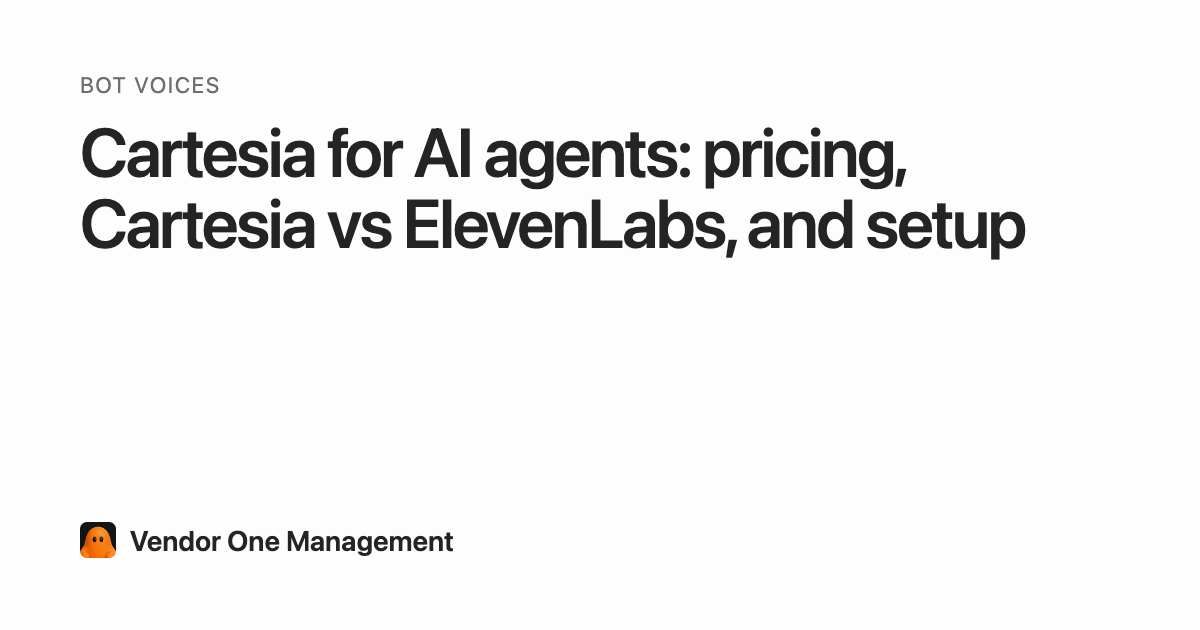 BOT VOICES
Cartesia for AI agents: pricing,
Cartesia vs ElevenLabs, and setup
Vendor One Management